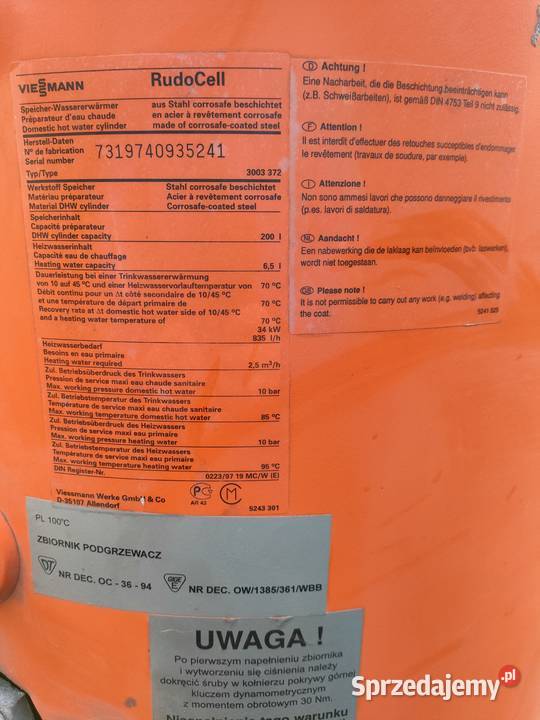 VIESSMANN RudoCell
Speicher-Wassererwärmer aus Stahl corrosafe beschichtet
Préparateur d'eau chaude en acier à revêtement corrosafe
Domestic hot water cylinder made of corrosafe-coated steel
Herstell-Daten
N° de fabrication
Serial number 7319740935241
Typ/Type 3003 372
Werkstoff Speicher Stahl corrosafe beschichtet
Matériau préparateur Acier à revêtement corrosafe
Material DHW cylinder Corrosafe-coated steel
Speicherinhalt
Capacité préparateur
DHW cylinder capacity 200 l
Heizwasserinhalt
Capacité eau de chauffage
Heating water capacity 6,5 l
Dauerleistung bei einer Trinkwassererwärmung
von 10 auf 45 °C und einer Heizwasservorlauftemperatur von 70 °C
Débit continu pour un Δt côté secondaire de 10/45 °C
et une température de départ primaire de 70 °C
Recovery rate at Δt domestic hot water side of 10/45 °C
and a heating water temperature of 70 °C
34 kW
835 l/h
Heizwasserbedarf
Besoins en eau primaire
Heating water required 2,5 m³/h
Zul. Betriebsüberdruck des Trinkwassers
Pression de service maxi eau chaude sanitaire
Max. working pressure domestic hot water 10 bar
Zul. Betriebstemperatur des Trinkwassers
Température de service maxi eau chaude sanitaire
Max. working temperature domestic hot water 85 °C
Zul. Betriebsüberdruck des Heizwassers
Pression de service maxi eau primaire
Max. working pressure heating water 10 bar
Zul. Betriebstemperatur des Heizwassers
Température de service maxi eau primaire
Max. working temperature heating water 95 °C
DIN Register-Nr. 0223/97 19 MC/W (E)
Viessmann Werke GmbH & Co
D-35107 Allendorf
AR 43
M
5243 301
D Achtung !
Eine Nacharbeit, die die Beschichtung beeinträchtigen kann
(z.B. Schweißarbeiten), ist gemäß DIN 4753 Teil 9 nicht zulässig.
F Attention !
Il est interdit d'effectuer des retouches susceptibles d'endommager
le revêtement (travaux de soudure, par exemple).
I Attenzione !
Non sono ammesi lavori che possono danneggiare il rivestimento
(p.es. lavori di saldatura).
NL Aandacht !
Een nabewerking die de laklaag kan beïnvloeden (bvb. laswerken),
wordt niet toegestaan.
GB Please note !
It is not permissible to carry out any work (e.g. welding) affecting
the coat.
5241 525
PL 100°C
ZBIORNIK PODGRZEWACZ
DT NR DEC. OC - 36 - 94
GIGE E NR DEC. OW/1385/361/WBB
UWAGA !
Po pierwszym napełnieniu zbiornika
i wytworzeniu się ciśnienia należy
dokręcić śruby w kołnierzu pokrywy górnej
kluczem dynamometrycznym
z momentem obrotowym 30 Nm.
Niespełnienie tego warunku
Sprzedajemy.pl